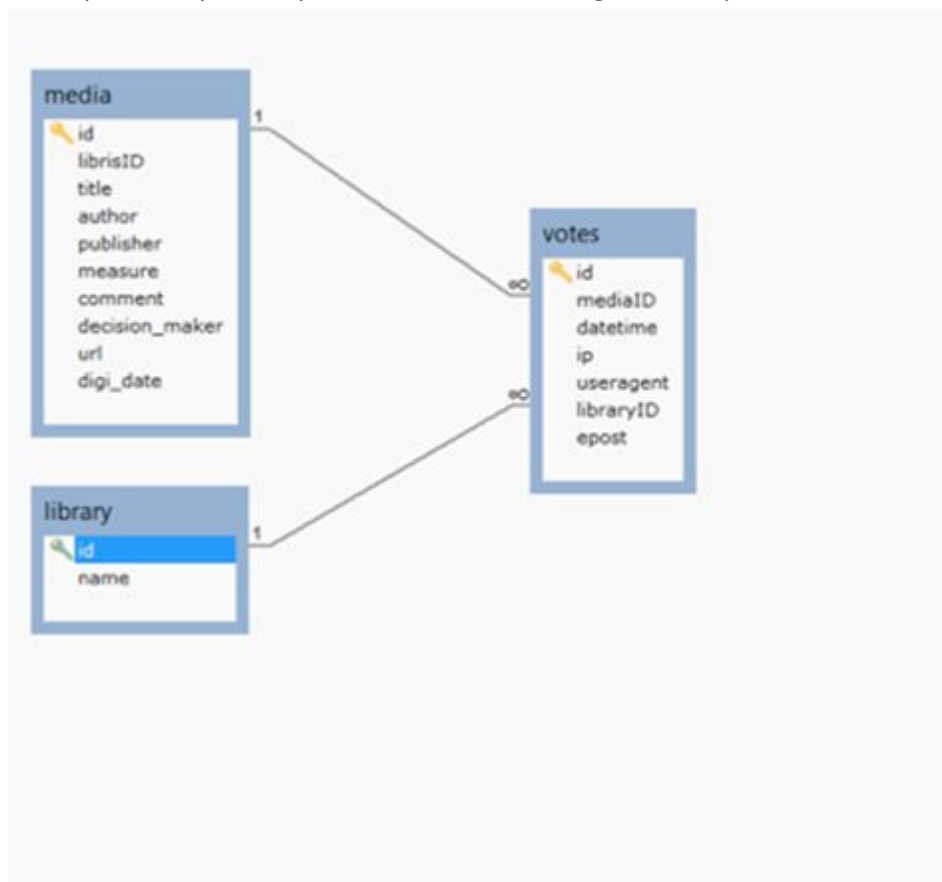 media
id
librisID
title
author
publisher
measure
comment
decision_maker
url
digi_date
1
votes
id
mediaID
datetime
ip
useragent
libraryID
epost
∞
∞
library
id
name
1